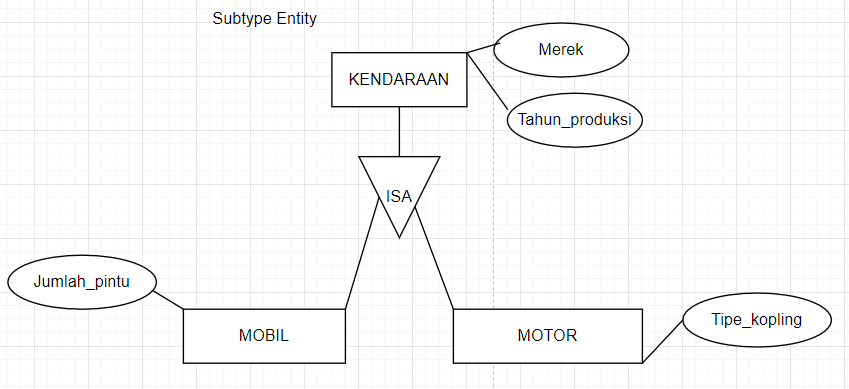 Subtype Entity
Merek
KENDARAAN
Tahun_produksi
ISA
Jumlah_pintu
MOBIL
MOTOR
Tipe_kopling